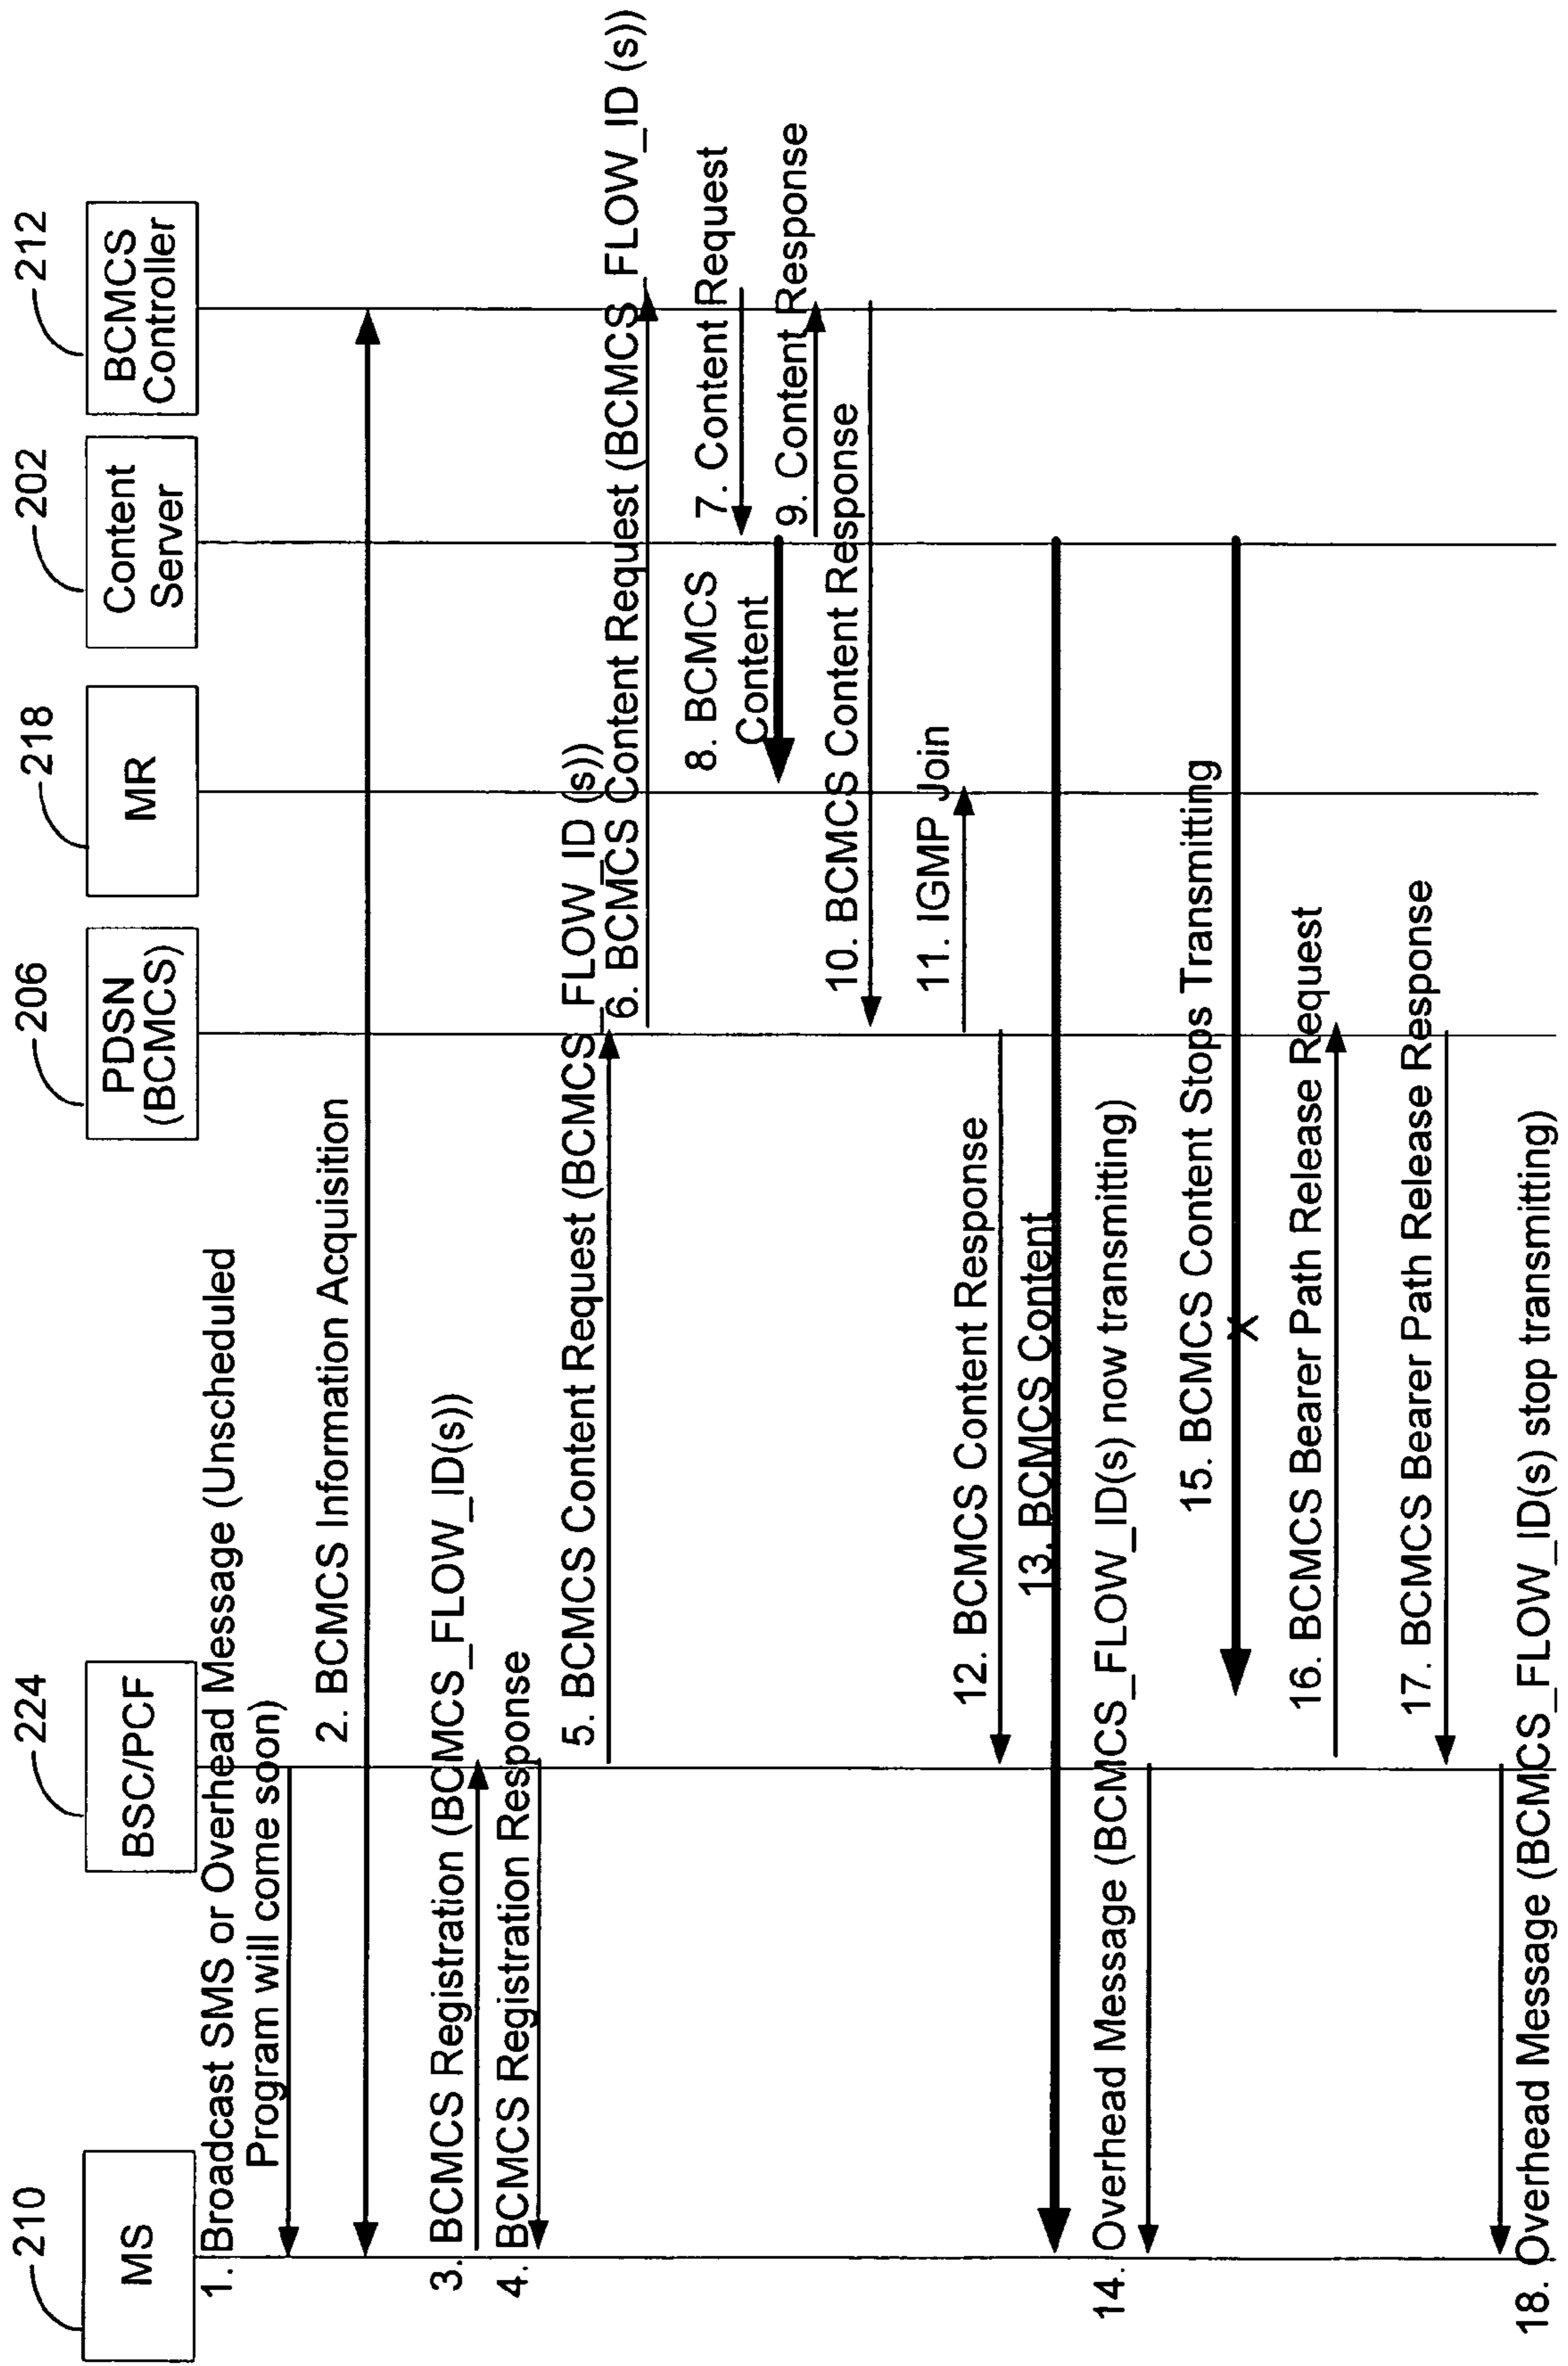 210
224
206
218
202
212
MS
BSC/PCF
PDSN
(BCMCS)
MR
Content
Server
BCMCS
Controller
1. Broadcast SMS or Overhead Message (Unscheduled
Program will come soon)
2. BCMCS Information Acquisition
3. BCMCS Registration (BCMCS_FLOW_ID(s))
4. BCMCS Registration Response
5. BCMCS Content Request (BCMCS_FLOW_ID (s))
6. BCMCS Content Request (BCMCS_FLOW_ID (s))
7. Content Request
8. BCMCS
Content
9. Content Response
10. BCMCS Content Response
11. IGMP Join
12. BCMCS Content Response
13. BCMCS Content
14. Overhead Message (BCMCS_FLOW_ID(s) now transmitting)
15. BCMCS Content Stops Transmitting
X
16. BCMCS Bearer Path Release Request
17. BCMCS Bearer Path Release Response
18. Overhead Message (BCMCS_FLOW_ID(s) stop transmitting)